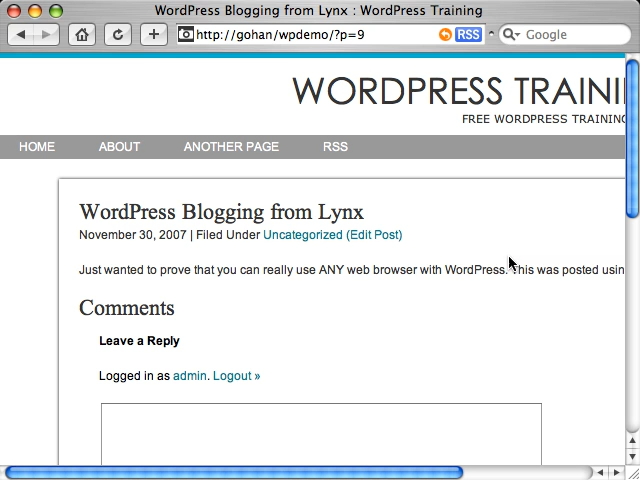 WordPress Blogging from Lynx : WordPress Training
http://gohan/wpdemo/?p=9
RSS
Google
WORDPRESS TRAINI
FREE WORDPRESS TRAINING
HOME
ABOUT
ANOTHER PAGE
RSS
WordPress Blogging from Lynx
November 30, 2007 | Filed Under Uncategorized (Edit Post)
Just wanted to prove that you can really use ANY web browser with WordPress. This was posted usin
Comments
Leave a Reply
Logged in as admin. Logout »